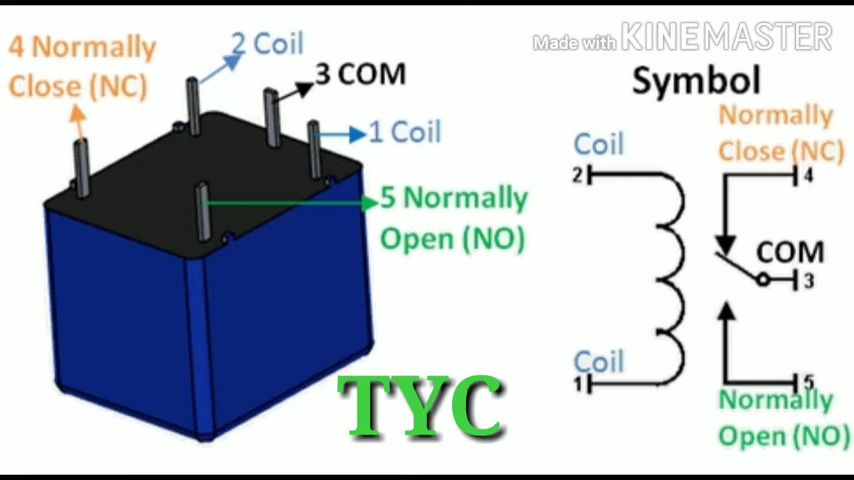 Made with KINEMASTER
4 Normally
Close (NC)
2 Coil
3 COM
1 Coil
5 Normally
Open (NO)
TYC
Symbol
Normally
Close (NC)
Coil
2
4
COM
3
Coil
1
5
Normally
Open (NO)